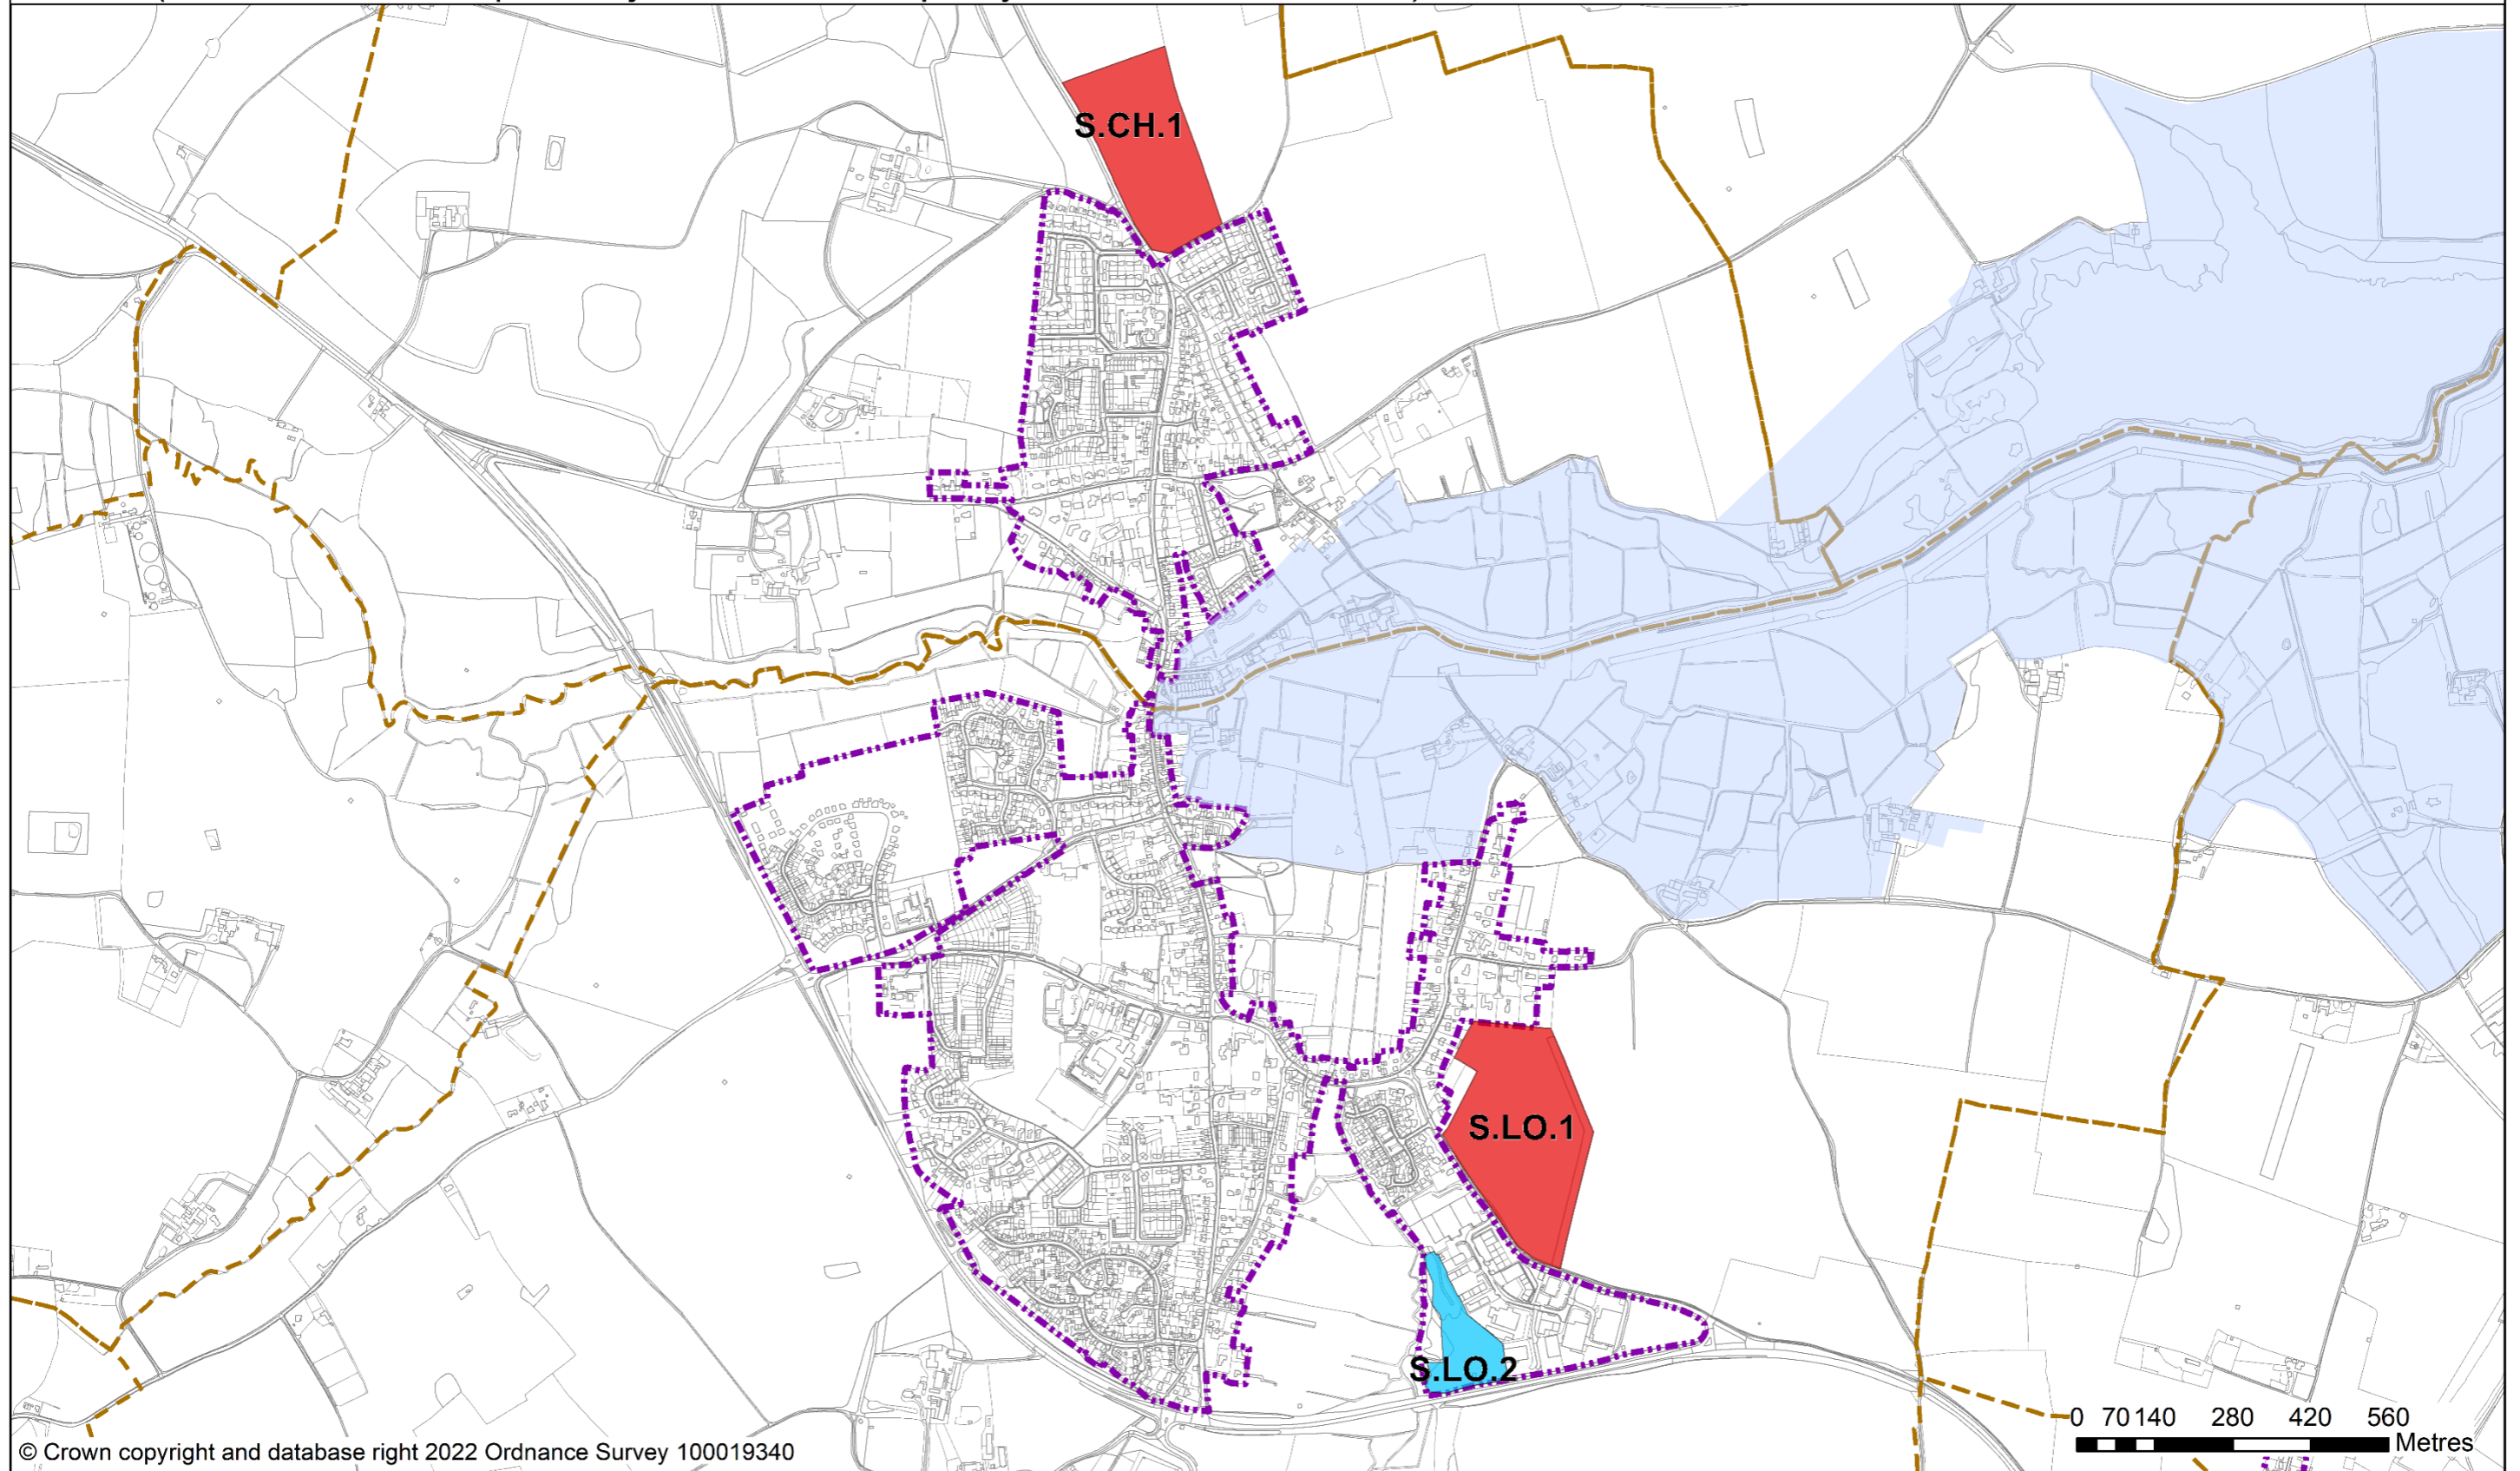 S.CH.1
S.LO.1
S.LO.2
0 70 140 280 420 560
Metres
© Crown copyright and database right 2022 Ordnance Survey 100019340